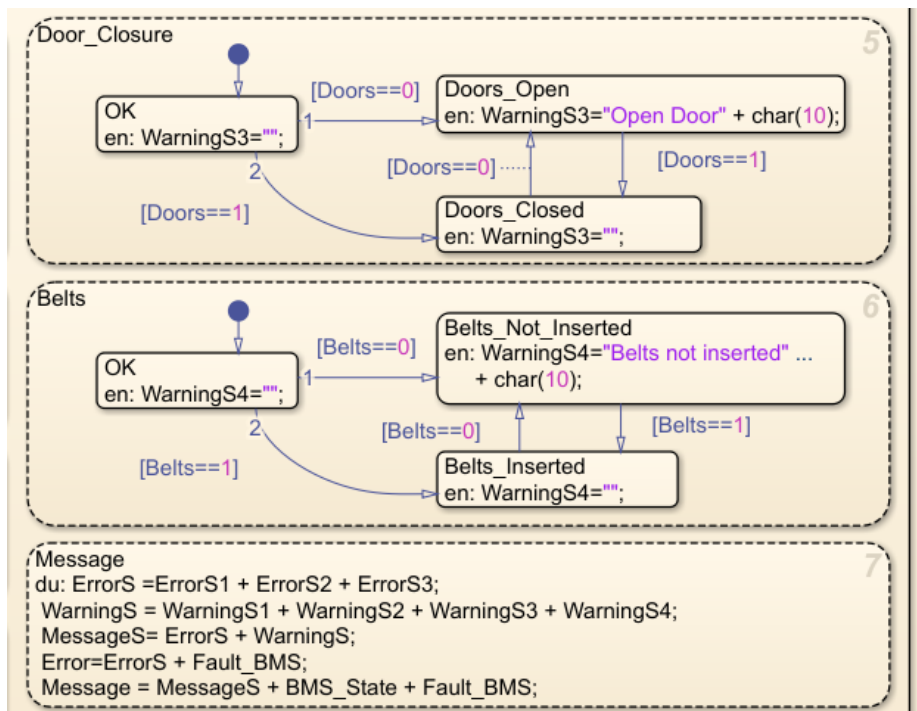 Door_Closure
5
OK
en: WarningS3="";
[Doors==0]
1
Doors_Open
en: WarningS3="Open Door" + char(10);
2
[Doors==0]
[Doors==1]
[Doors==1]
Doors_Closed
en: WarningS3="";
Belts
6
OK
en: WarningS4="";
[Belts==0]
1
Belts_Not_Inserted
en: WarningS4="Belts not inserted" ...
+ char(10);
2
[Belts==0]
[Belts==1]
[Belts==1]
Belts_Inserted
en: WarningS4="";
Message
7
du: ErrorS =ErrorS1 + ErrorS2 + ErrorS3;
WarningS = WarningS1 + WarningS2 + WarningS3 + WarningS4;
MessageS= ErrorS + WarningS;
Error=ErrorS + Fault_BMS;
Message = MessageS + BMS_State + Fault_BMS;